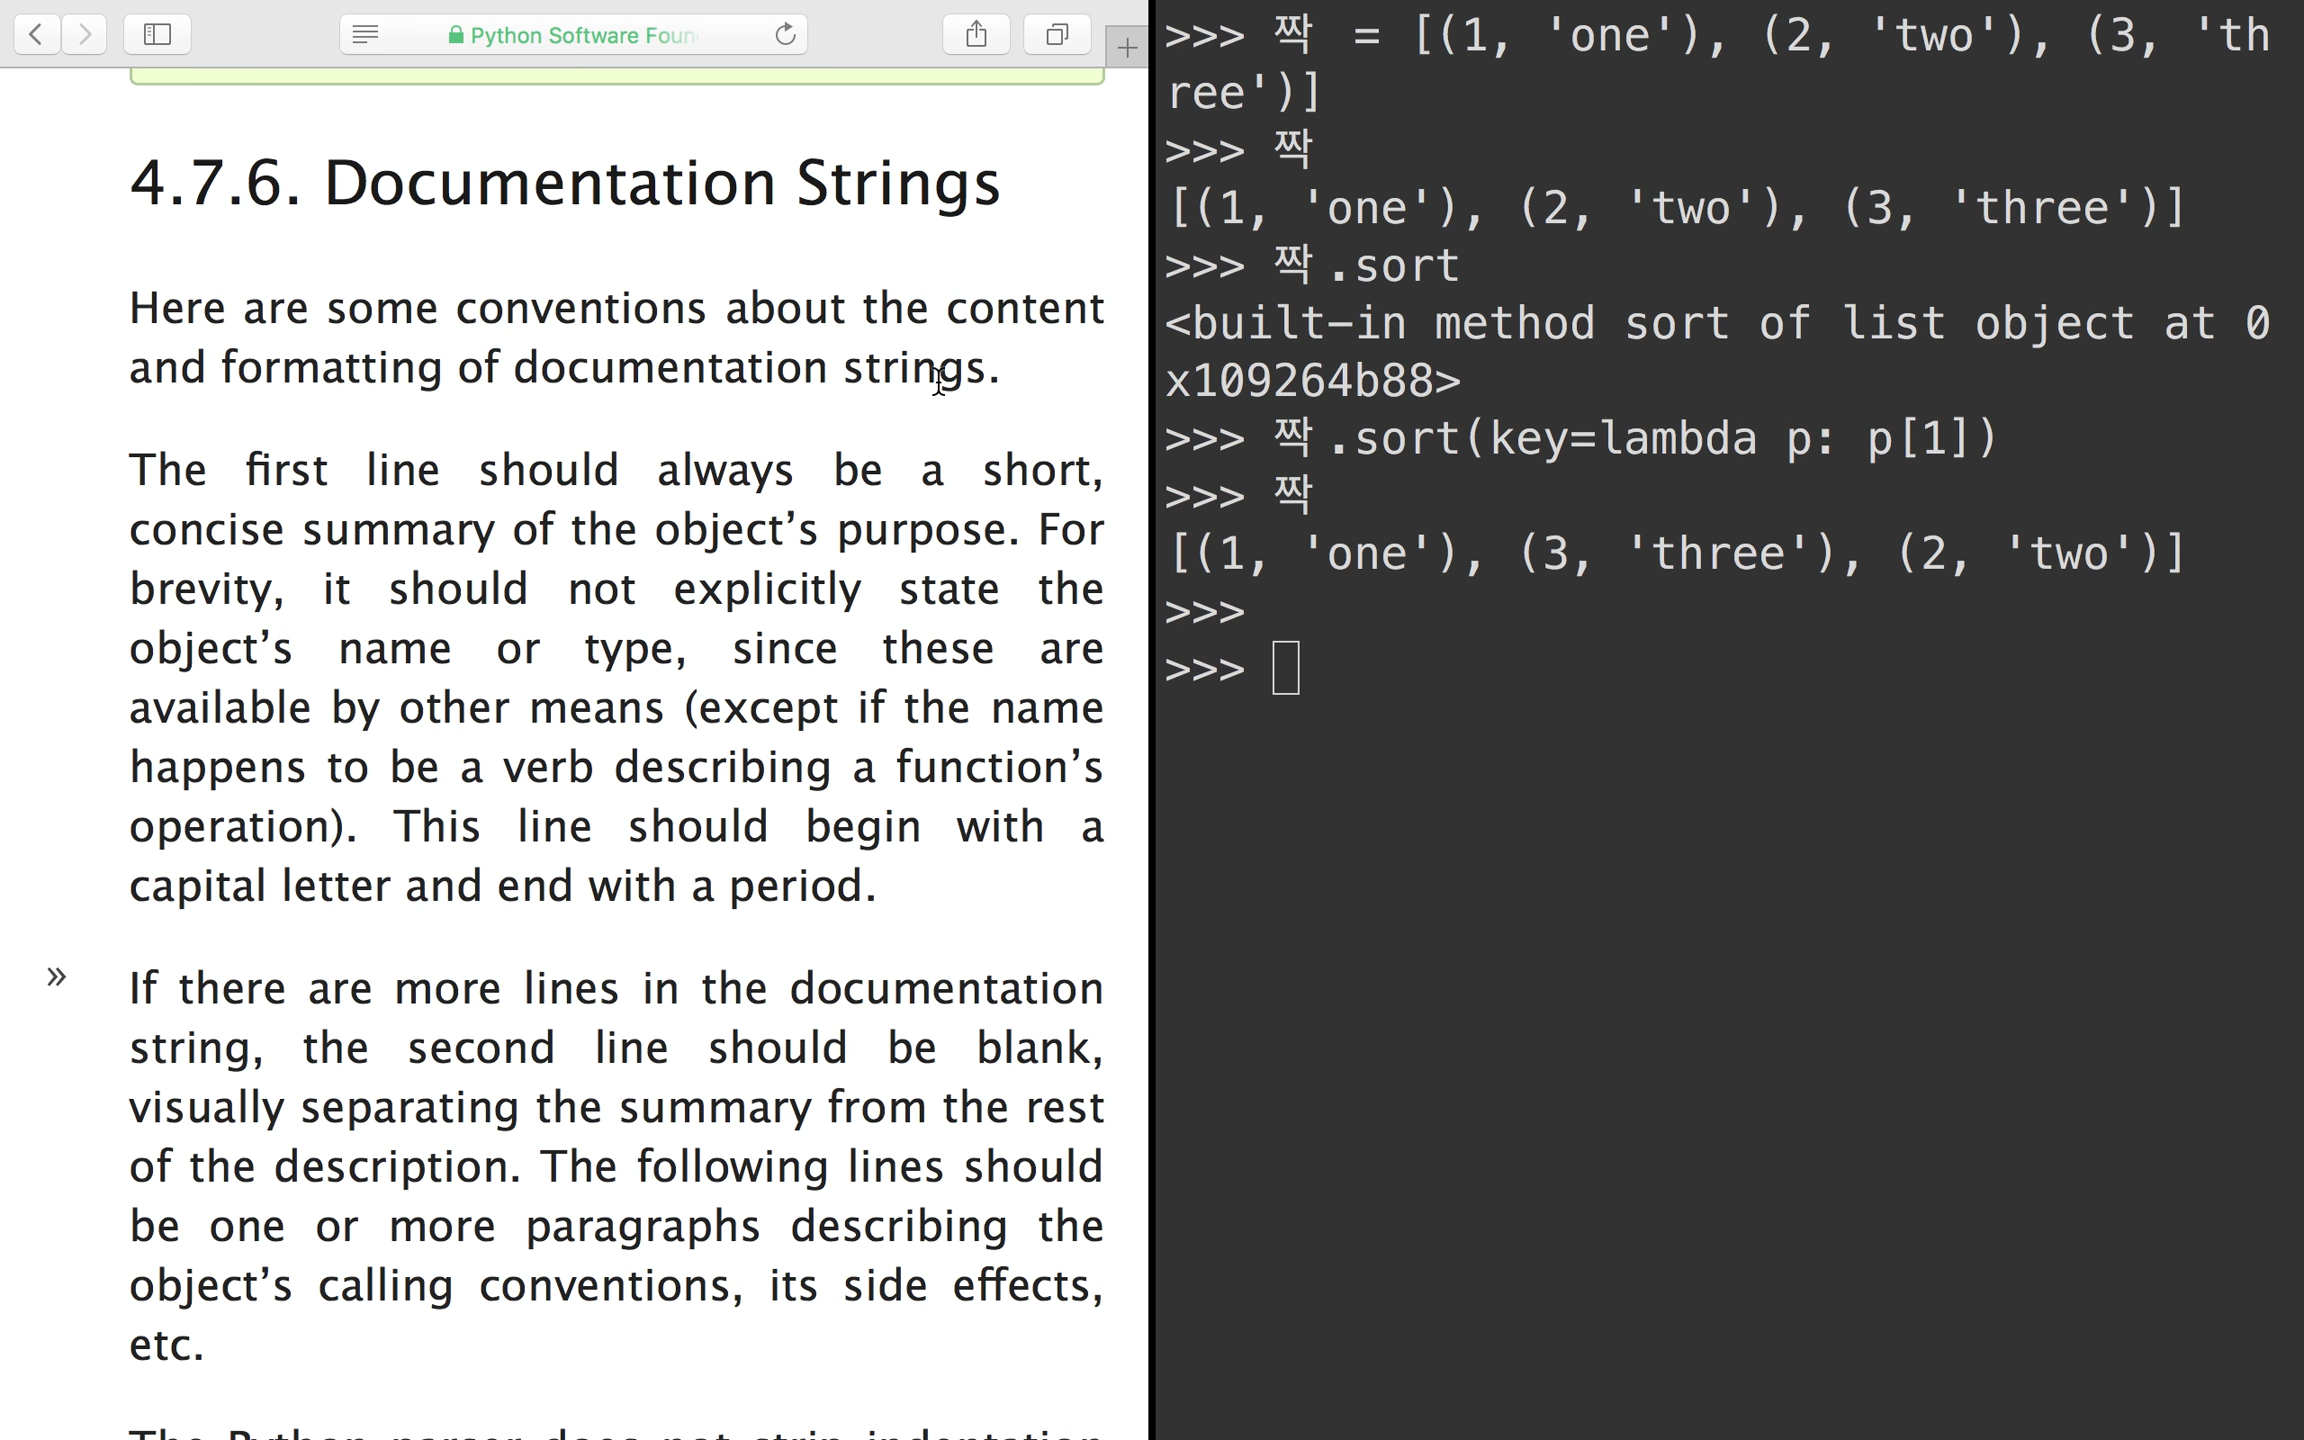 Python Software Foun
4.7.6. Documentation Strings
Here are some conventions about the content
and formatting of documentation strings.
The first line should always be a short,
concise summary of the object’s purpose. For
brevity, it should not explicitly state the
object’s name or type, since these are
available by other means (except if the name
happens to be a verb describing a function’s
operation). This line should begin with a
capital letter and end with a period.
»
If there are more lines in the documentation
string, the second line should be blank,
visually separating the summary from the rest
of the description. The following lines should
be one or more paragraphs describing the
object’s calling conventions, its side effects,
etc.
The Python parser does not strip indentation
>>> 짝 = [(1, 'one'), (2, 'two'), (3, 'th
ree')]
>>> 짝
[(1, 'one'), (2, 'two'), (3, 'three')]
>>> 짝.sort
<built-in method sort of list object at 0
x109264b88>
>>> 짝.sort(key=lambda p: p[1])
>>> 짝
[(1, 'one'), (3, 'three'), (2, 'two')]
>>>
>>>